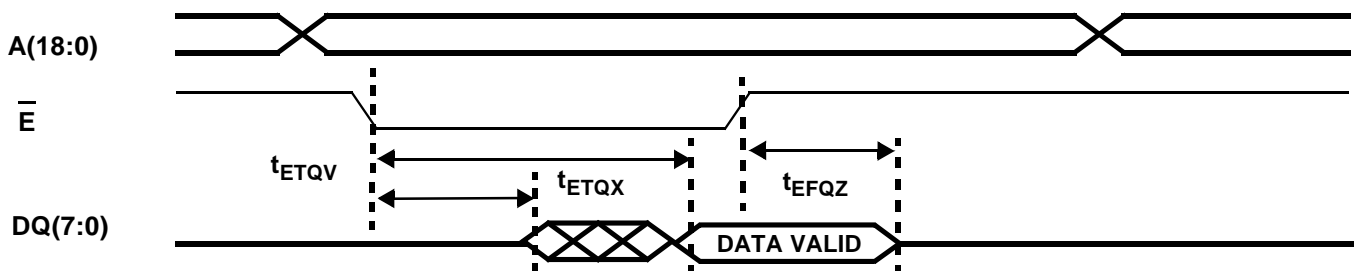 A(18:0)
E̅
tETQV
tETQX
tEFQZ
DQ(7:0)
DATA VALID